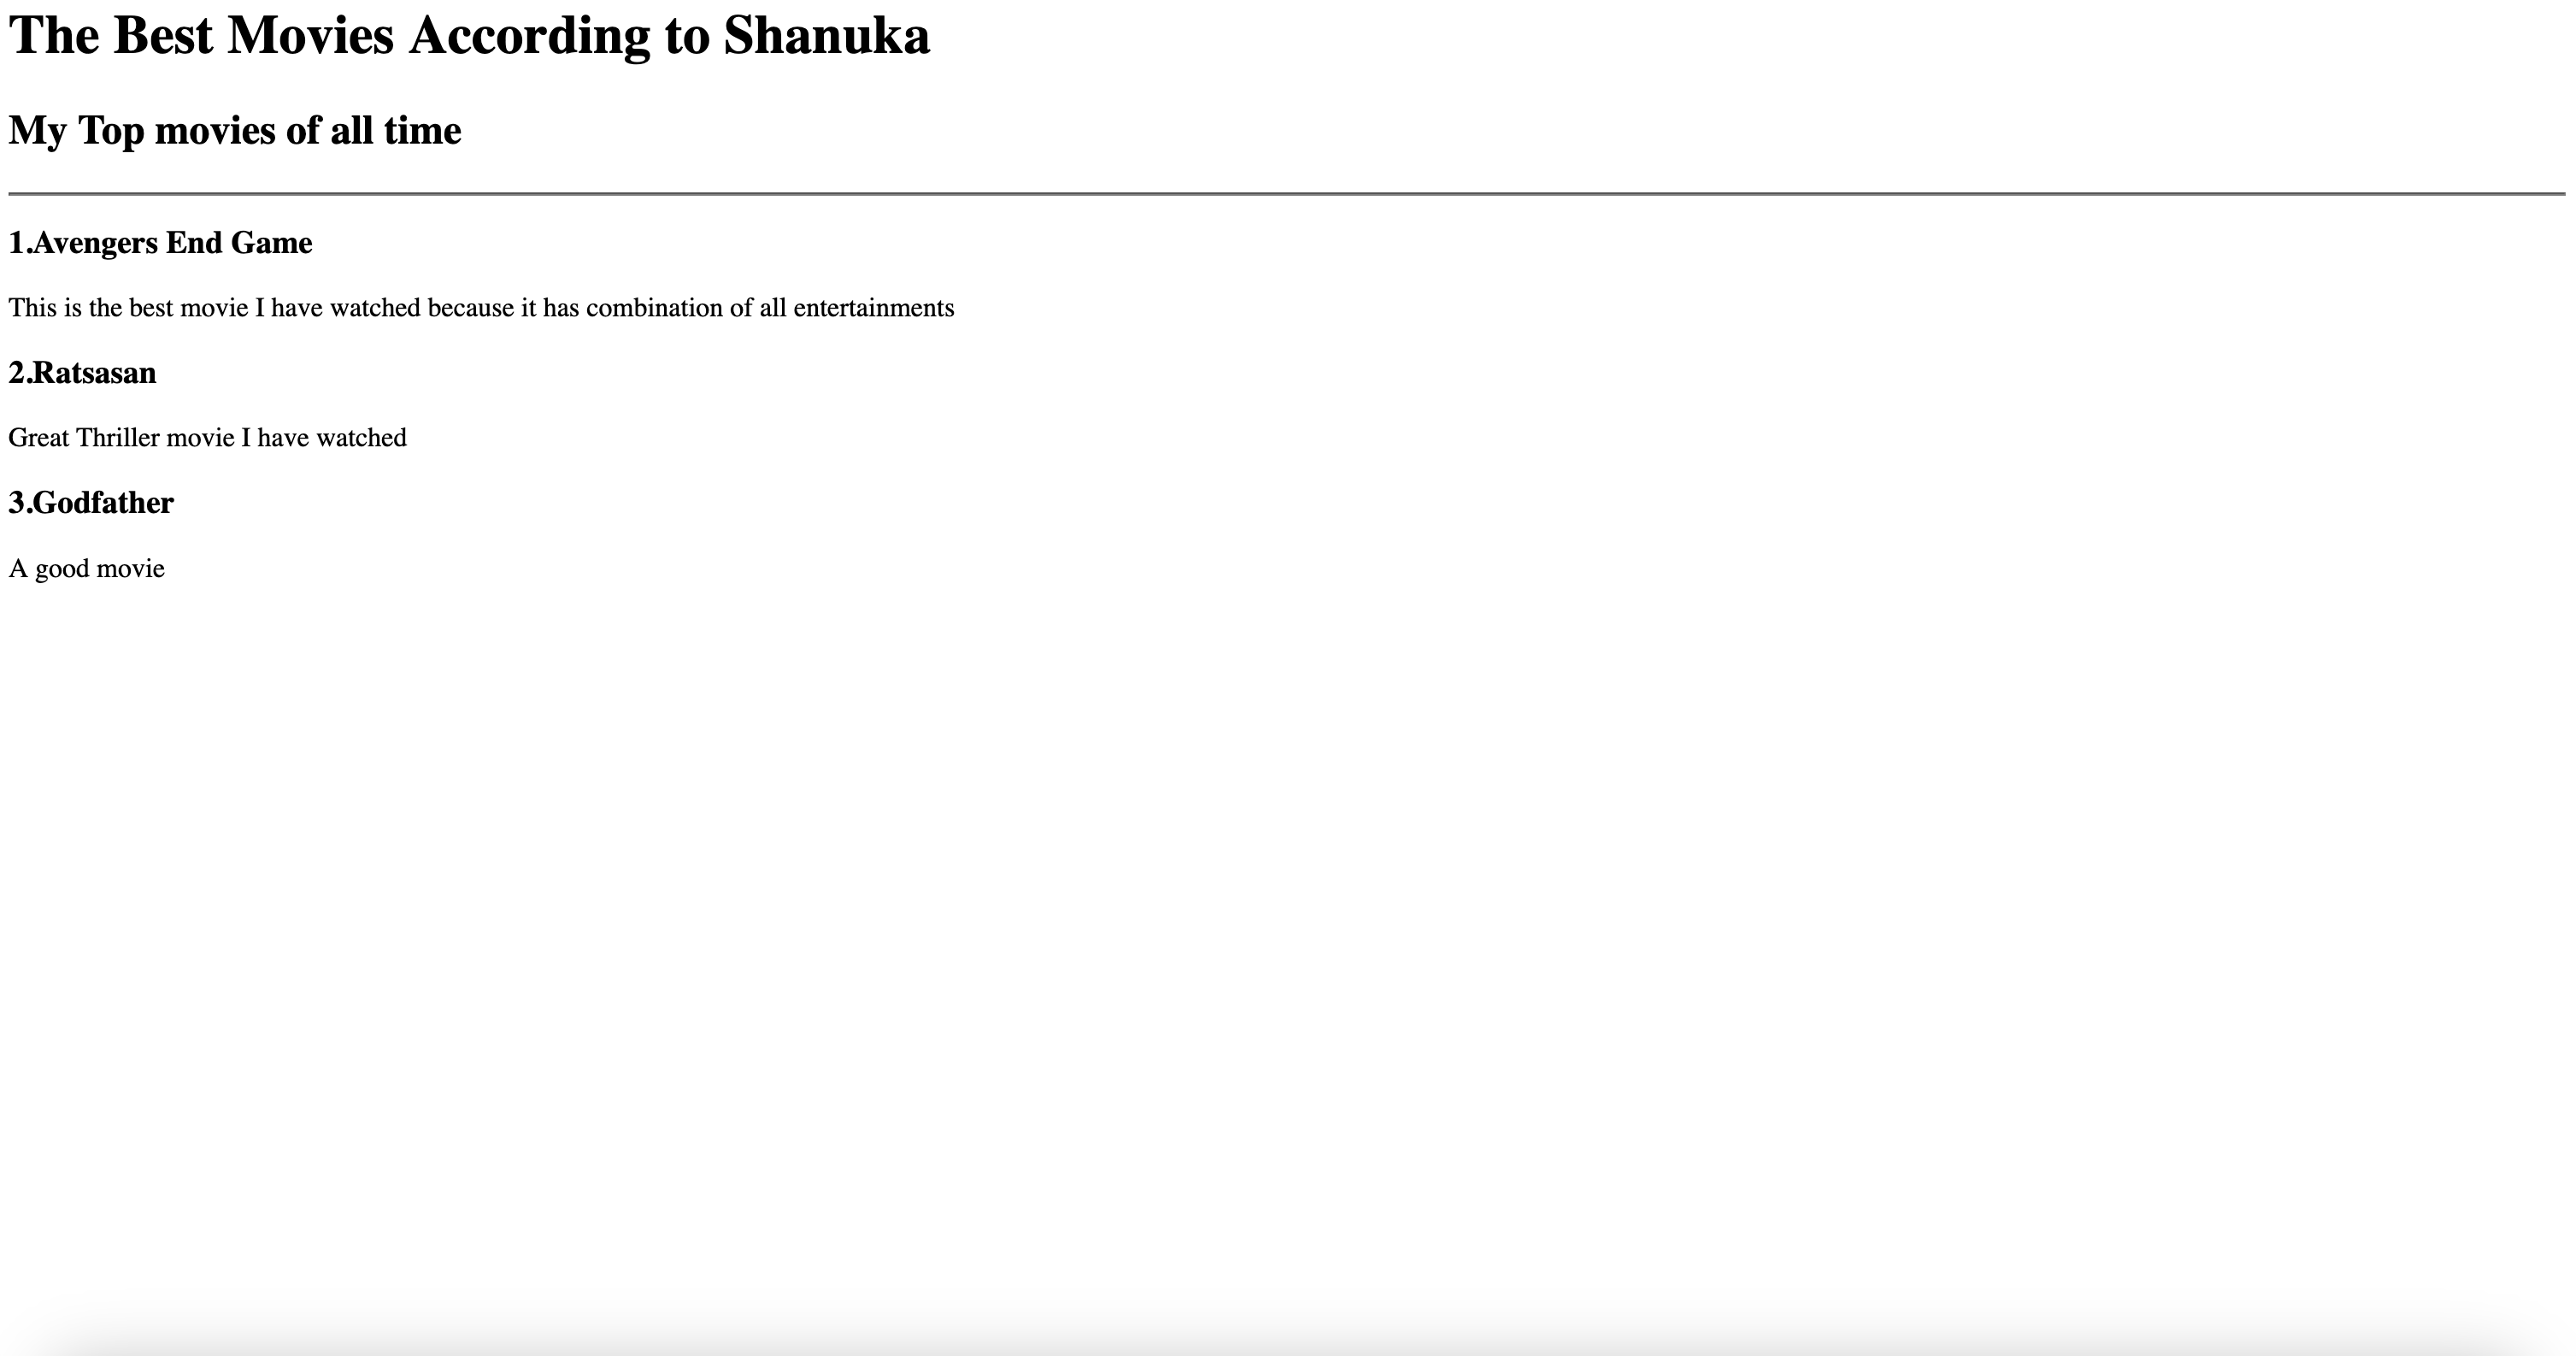 The Best Movies According to Shanuka
My Top movies of all time
1.Avengers End Game
This is the best movie I have watched because it has combination of all entertainments
2.Ratsasan
Great Thriller movie I have watched
3.Godfather
A good movie